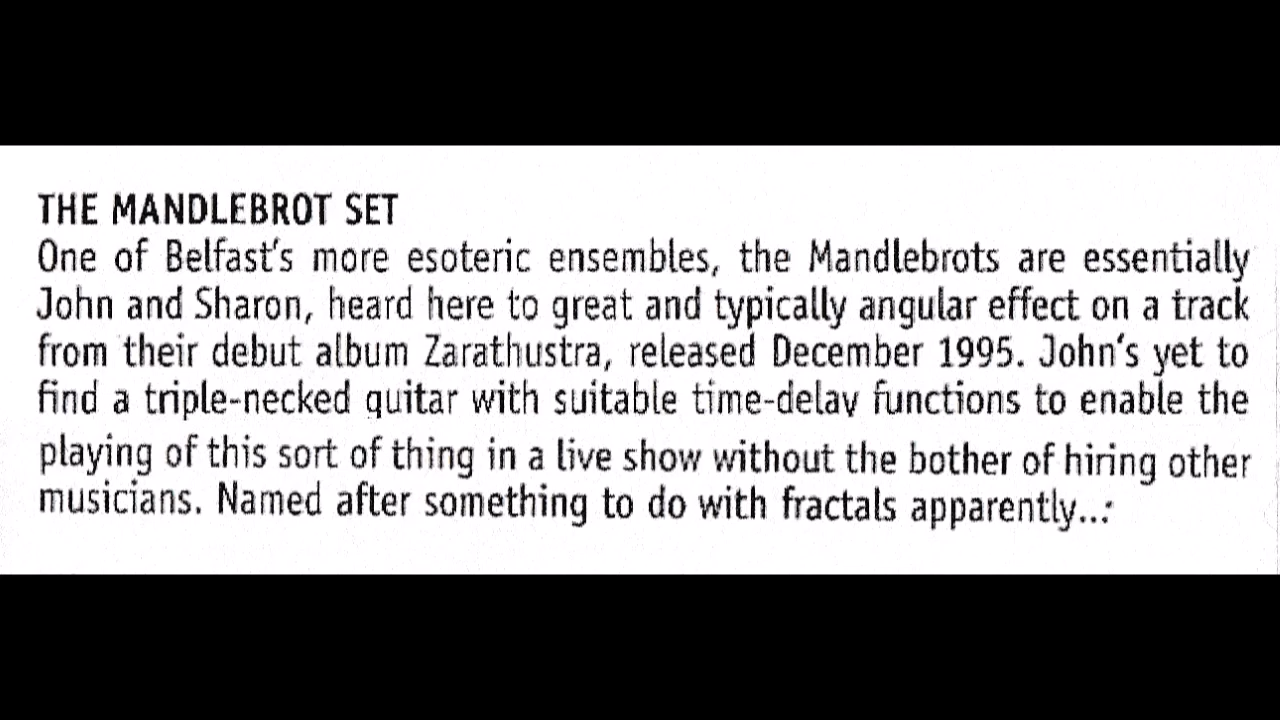 THE MANDLEBROT SET
One of Belfast's more esoteric ensembles, the Mandlebrots are essentially
John and Sharon, heard here to great and typically angular effect on a track
from their debut album Zarathustra, released December 1995. John's yet to
find a triple-necked guitar with suitable time-delay functions to enable the
playing of this sort of thing in a live show without the bother of hiring other
musicians. Named after something to do with fractals apparently...: